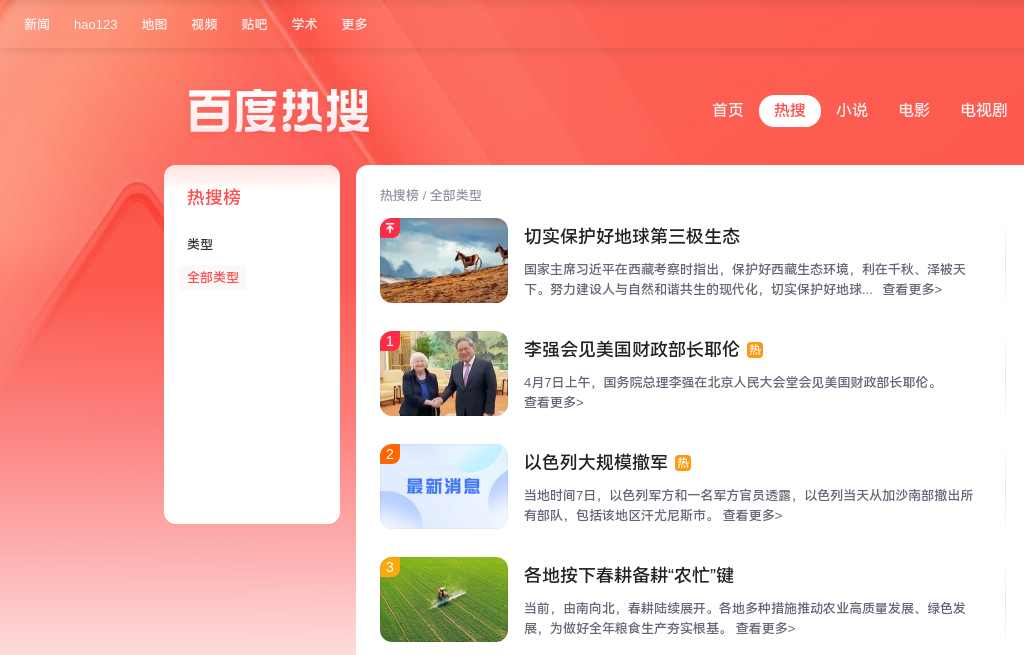 新闻 hao123 地图 视频 贴吧 学术 更多
百度热搜
首页 热搜 小说 电影 电视剧
热搜榜
类型
全部类型
热搜榜 / 全部类型
切实保护好地球第三极生态
国家主席习近平在西藏考察时指出，保护好西藏生态环境，利在千秋、泽被天
下。努力建设人与自然和谐共生的现代化，切实保护好地球... 查看更多>
1
李强会见美国财政部长耶伦 热
4月7日上午，国务院总理李强在北京人民大会堂会见美国财政部长耶伦。
查看更多>
2
最新消息
以色列大规模撤军 热
当地时间7日，以色列军方和一名军方官员透露，以色列当天从加沙南部撤出所
有部队，包括该地区汗尤尼斯市。 查看更多>
3
各地按下春耕备耕“农忙”键
当前，由南向北，春耕陆续展开。各地多种措施推动农业高质量发展、绿色发
展，为做好全年粮食生产夯实根基。 查看更多>